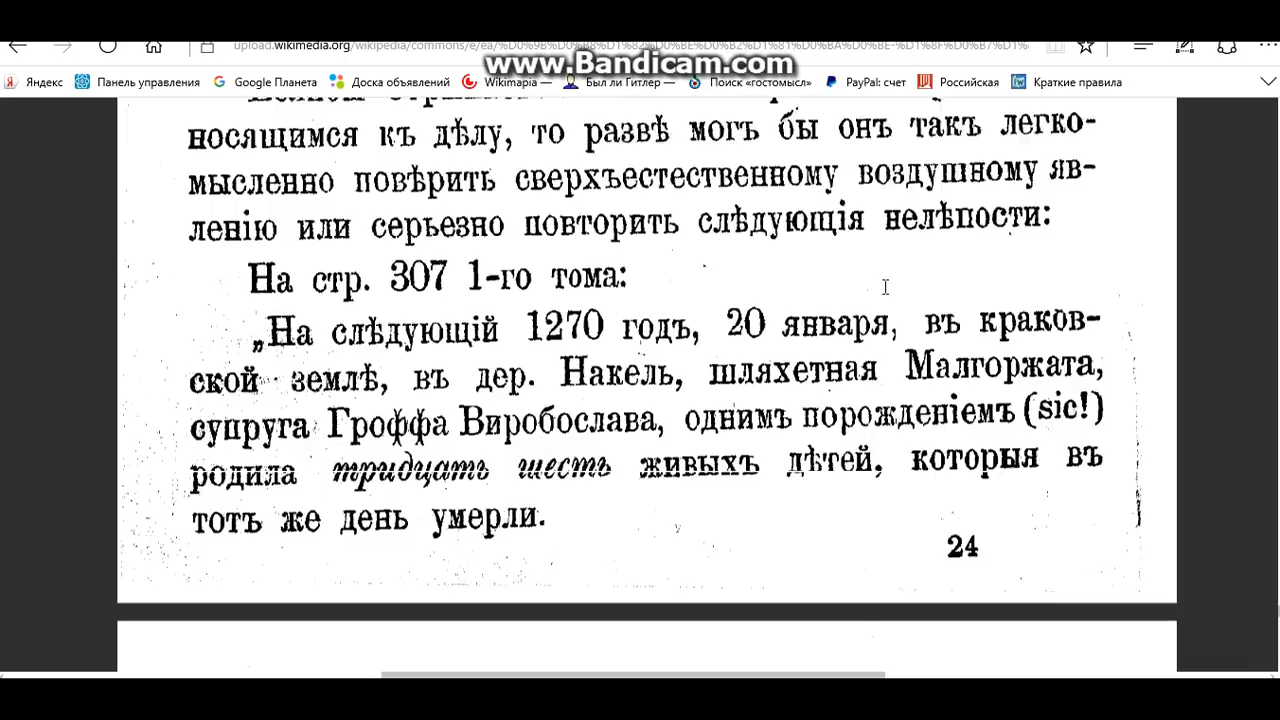 www.Bandicam.com
upload.wikimedia.org/wikipedia/commons/e/ea/%D0%9B%D0%B8%D1%82%D0%BE%D0%B2%D1%81%D0%BA%D0%BE-%D1%8F%D0%B7%D1%
Яндекс Панель управления Google Планета Доска объявлений Wikimapia — Был ли Гитлер — Поиск «гостомысл» PayPal: счет Российская Краткие правила
носящимся къ дѣлу, то развѣ могъ бы онъ такъ легко-
мысленно повѣрить сверхъестественному воздушному яв-
ленію или серьезно повторить слѣдующія нелѣпости:
На стр. 307 1-го тома:
„На слѣдующій 1270 годъ, 20 января, въ краков-
ской землѣ, въ дер. Накель, шляхетная Малгоржата,
супруга Гроффа Виробослава, однимъ порожденіемъ (sic!)
родила тридцать шесть живыхъ дѣтей, которыя въ
тотъ же день умерли.
24